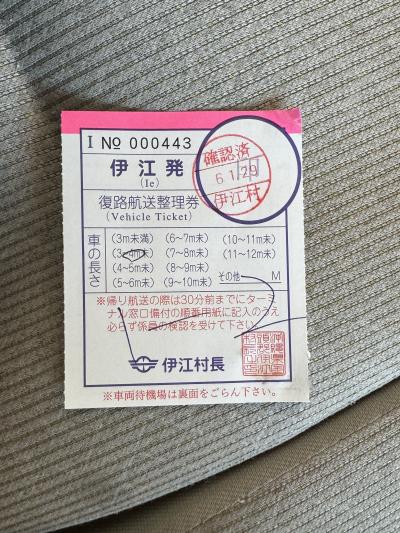 I № 000443
伊江発
(Ie)
確認済
6.1.29
伊江村
復路航送整理券
(Vehicle Ticket)
車の長さ
(3m未満) (6~7m未) (10~11m未)
(3~4m未) (7~8m未) (11~12m未)
(4~5m未) (8~9m未)
(5~6m未) (9~10m未) その他 M
※帰り航送の際は30分前までにターミ
ナル窓口備付の順番用紙に記入のうえ
必らず係員の検認を受けて下さい。
伊江村長
※車両待機場は裏面をごらん下さい。